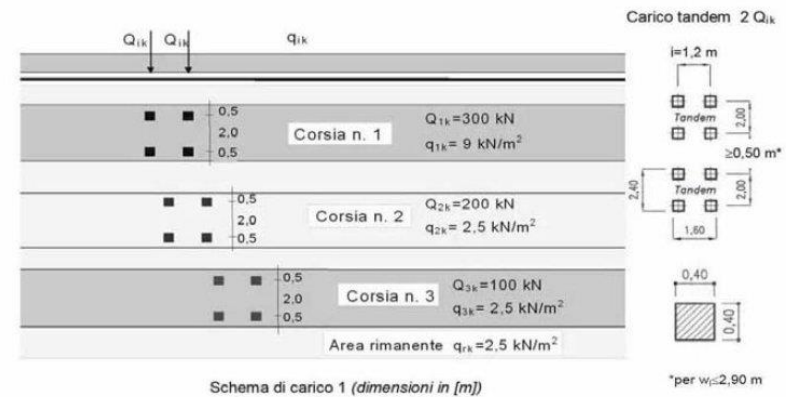 Carico tandem 2 Qik
Qik Qik qik
i=1,2 m
0,5
2,0
0,5
Corsia n. 1
Q1k=300 kN
q1k= 9 kN/m²
Tandem
2,00
≥0,50 m*
0,5
2,0
0,5
Corsia n. 2
Q2k=200 kN
q2k= 2,5 kN/m²
2,40
Tandem
2,00
1,60
0,5
2,0
0,5
Corsia n. 3
Q3k=100 kN
q3k= 2,5 kN/m²
0,40
0,40
Area rimanente qrk=2,5 kN/m²
Schema di carico 1 (dimensioni in [m])
*per wl≤2,90 m